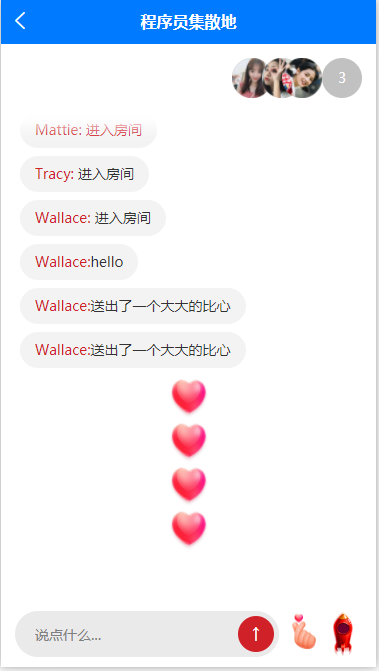 程序员集散地
3
Mattie: 进入房间
Tracy: 进入房间
Wallace: 进入房间
Wallace:hello
Wallace:送出了一个大大的比心
Wallace:送出了一个大大的比心
说点什么...